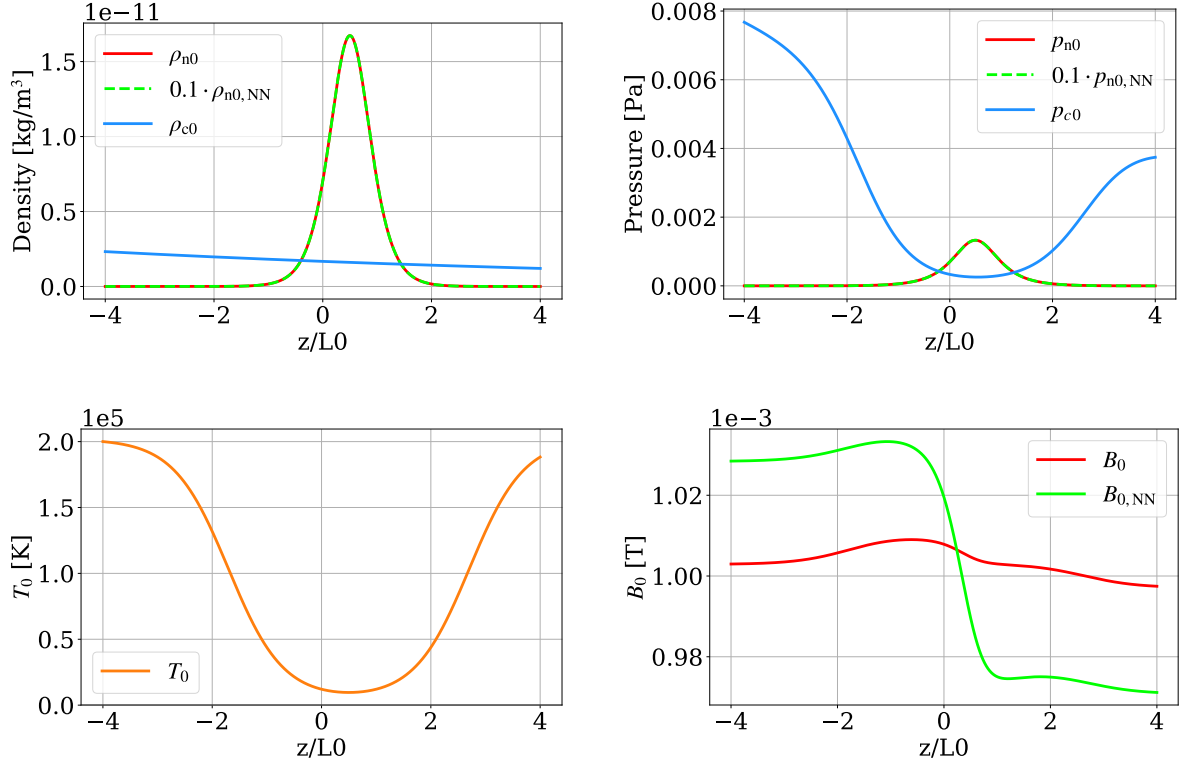 1e−11
Density [kg/m³]
1.5
1.0
0.5
0.0
ρn0
0.1 · ρn0, NN
ρc0
−4 −2 0 2 4
z/L0
Pressure [Pa]
0.008
0.006
0.004
0.002
0.000
pn0
0.1 · pn0, NN
pc0
−4 −2 0 2 4
z/L0
1e5
T0 [K]
2.0
1.5
1.0
0.5
0.0
T0
−4 −2 0 2 4
z/L0
1e−3
B0 [T]
1.02
1.00
0.98
B0
B0, NN
−4 −2 0 2 4
z/L0